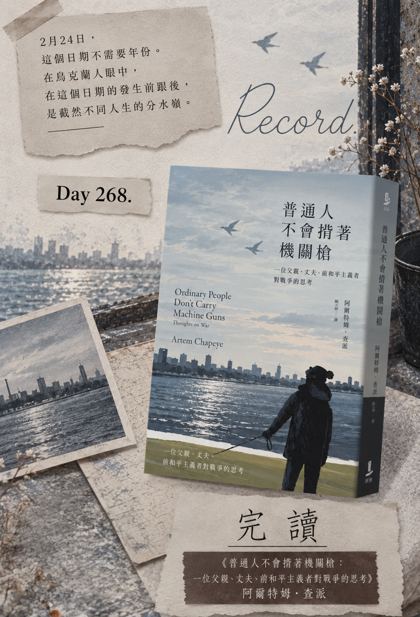 2月24日，
這個日期不需要年份。
在烏克蘭人眼中，
在這個日期的發生前跟後，
是截然不同人生的分水嶺。
Record.
Day 268.
普通人
不會揹著
機關槍
一位父親、丈夫、前和平主義者
對戰爭的思考
阿爾特姆・查派
Ordinary People
Don't Carry
Machine Guns
Thoughts on War
Artem Chapeye
一位父親、丈夫、
前和平主義者對戰爭的思考
普通人不會揹著機關槍
阿爾特姆・查派
完讀
《普通人不會揹著機關槍：
一位父親、丈夫、前和平主義者對戰爭的思考》
阿爾特姆・查派